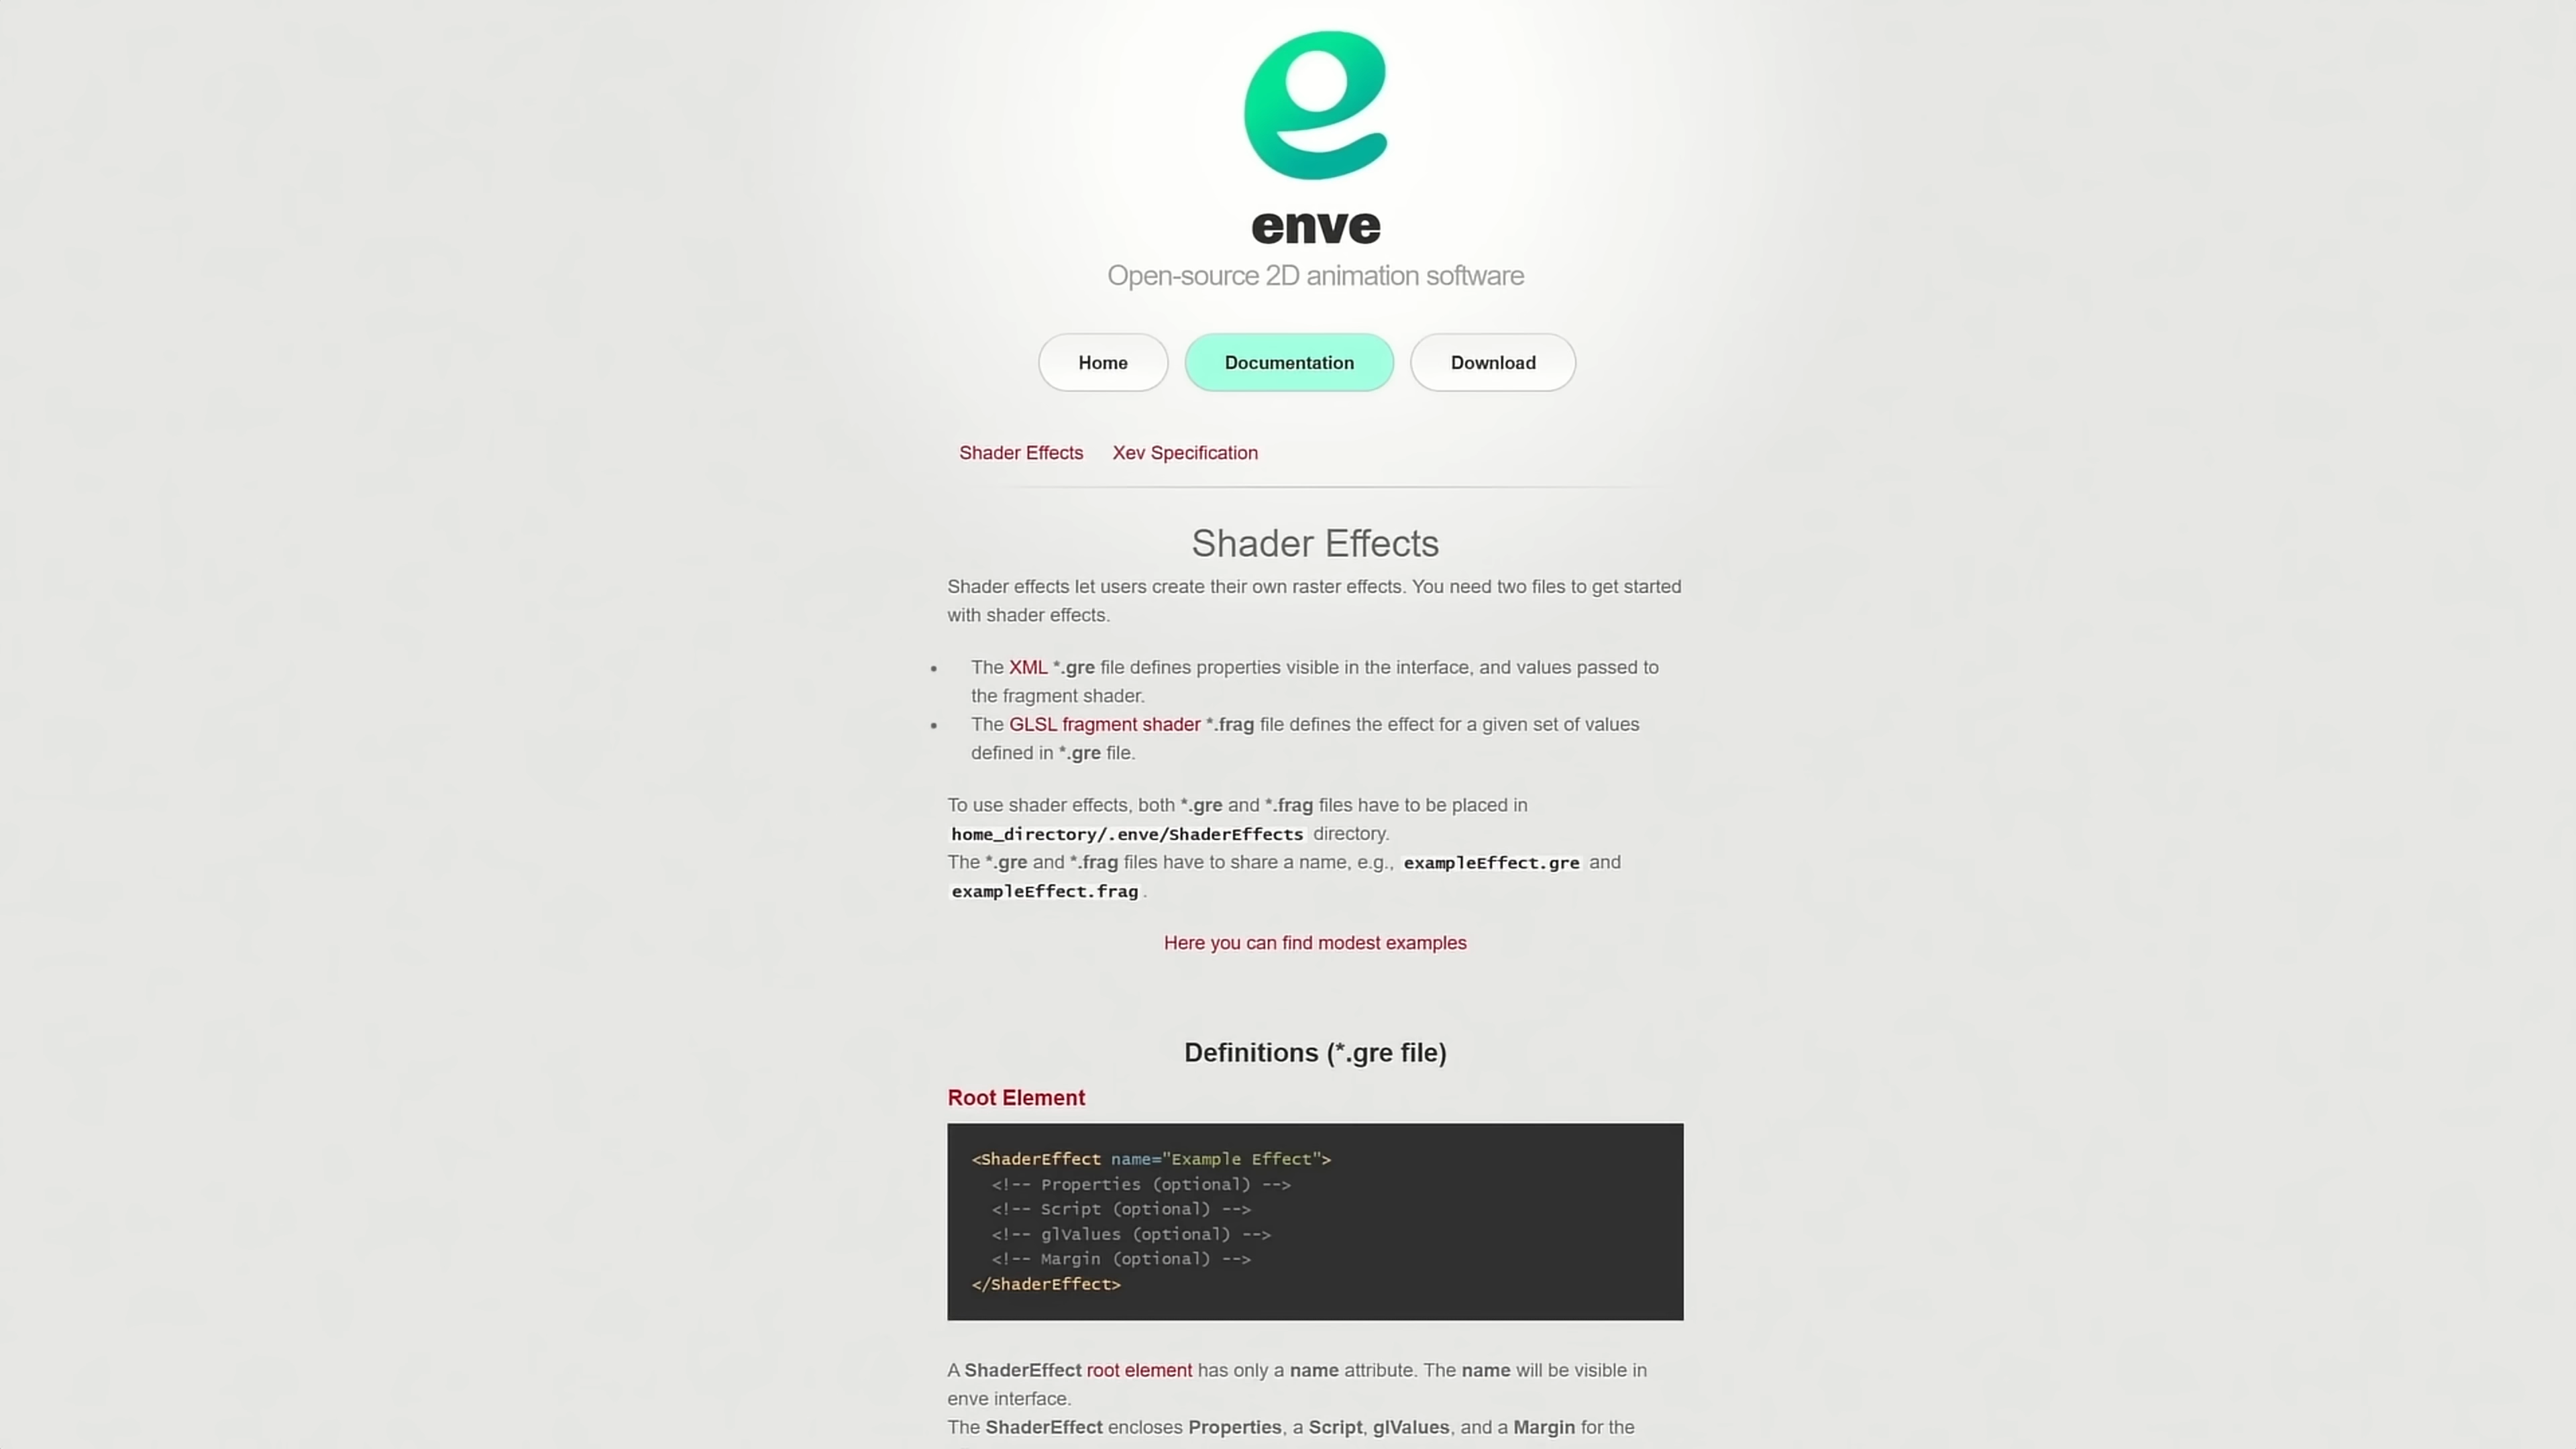 enve
Open-source 2D animation software
Home Documentation Download
Shader Effects Xev Specification
Shader Effects
Shader effects let users create their own raster effects. You need two files to get started
with shader effects.
• The XML *.gre file defines properties visible in the interface, and values passed to
the fragment shader.
• The GLSL fragment shader *.frag file defines the effect for a given set of values
defined in *.gre file.
To use shader effects, both *.gre and *.frag files have to be placed in
home_directory/.enve/ShaderEffects directory.
The *.gre and *.frag files have to share a name, e.g., exampleEffect.gre and
exampleEffect.frag.
Here you can find modest examples
Definitions (*.gre file)
Root Element
<ShaderEffect name="Example Effect">
<!-- Properties (optional) -->
<!-- Script (optional) -->
<!-- glValues (optional) -->
<!-- Margin (optional) -->
</ShaderEffect>
A ShaderEffect root element has only a name attribute. The name will be visible in
enve interface.
The ShaderEffect encloses Properties, a Script, glValues, and a Margin for the